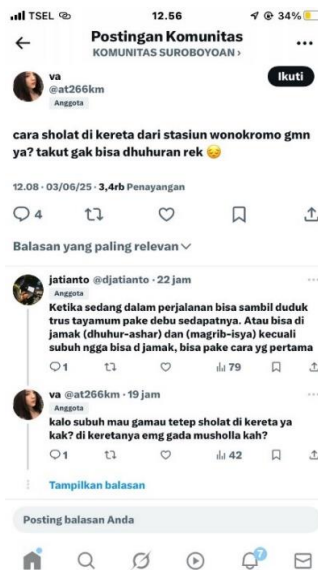 TSEL 12.56 34%
Postingan Komunitas
KOMUNITAS SUROBOYOAN ›
va
@at266km
Anggota
Ikuti
cara sholat di kereta dari stasiun wonokromo gmn
ya? takut gak bisa dhuhuran rek 😔
12.08 · 03/06/25 · 3,4rb Penayangan
4
Balasan yang paling relevan
jatianto @djatianto · 22 jam
Anggota
Ketika sedang dalam perjalanan bisa sambil duduk
trus tayamum pake debu sedapatnya. Atau bisa di
jamak (dhuhur-ashar) dan (magrib-isya) kecuali
subuh ngga bisa d jamak, bisa pake cara yg pertama
1 79
va @at266km · 19 jam
Anggota
kalo subuh mau gamau tetep sholat di kereta ya
kak? di keretanya emg gada musholla kah?
1 42
Tampilkan balasan
Posting balasan Anda
7